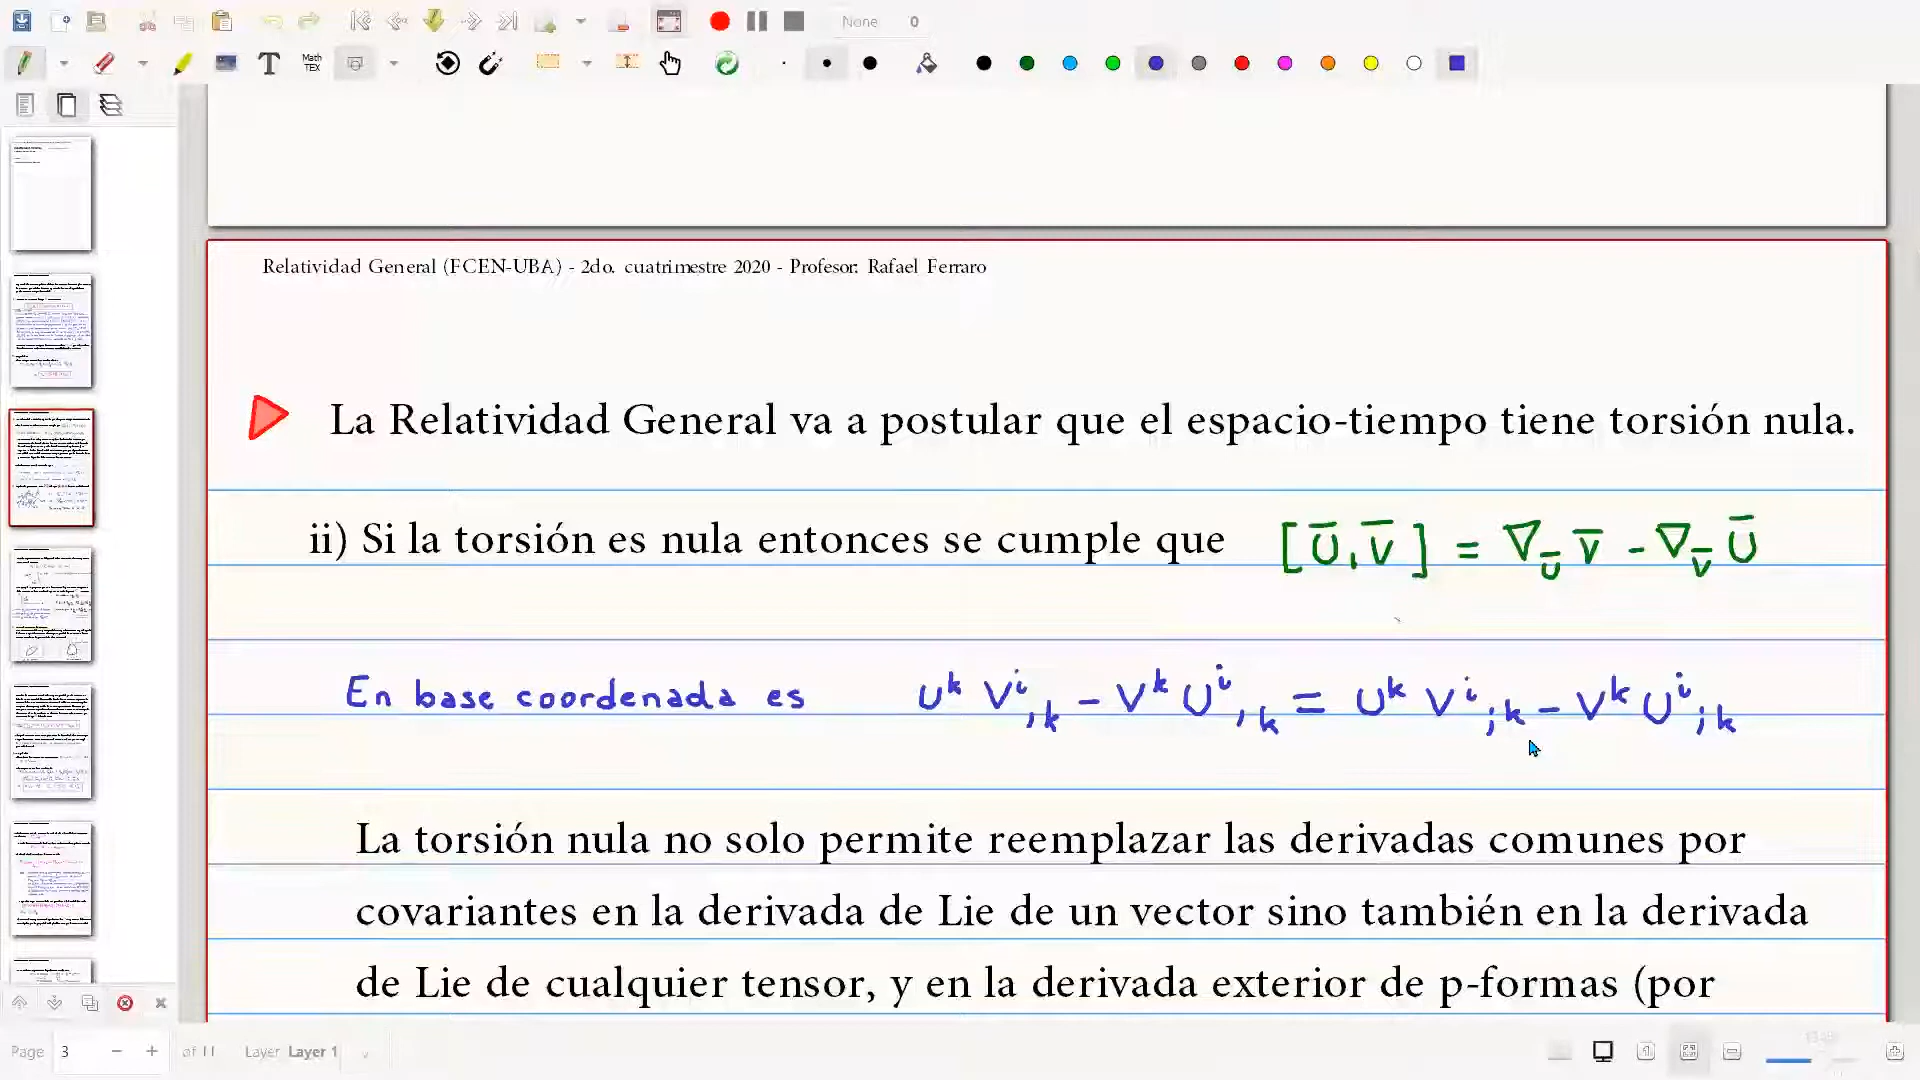 None 0
T Math TEX
Relatividad General (FCEN-UBA) - 2do. cuatrimestre 2020 - Profesor: Rafael Ferraro
La Relatividad General va a postular que el espacio-tiempo tiene torsión nula.
ii) Si la torsión es nula entonces se cumple que [Ū,V̄] = ∇_Ū V̄ - ∇_V̄ Ū
En base coordenada es U^k V^i_{,k} - V^k U^i_{,k} = U^k V^i_{;k} - V^k U^i_{;k}
La torsión nula no solo permite reemplazar las derivadas comunes por
covariantes en la derivada de Lie de un vector sino también en la derivada
de Lie de cualquier tensor, y en la derivada exterior de p-formas (por
Page 3 - + of 11 Layer Layer 1